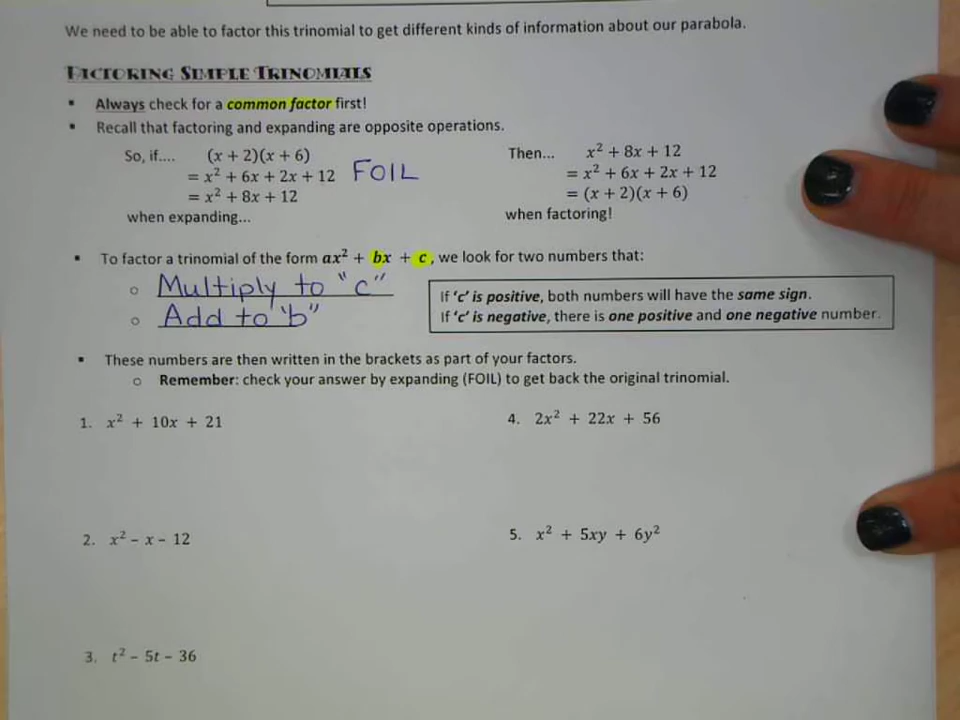 We need to be able to factor this trinomial to get different kinds of information about our parabola.
FACTORING SIMPLE TRINOMIALS
▪ Always check for a common factor first!
▪ Recall that factoring and expanding are opposite operations.
So, if.... (x + 2)(x + 6)
= x² + 6x + 2x + 12 FOIL
= x² + 8x + 12
when expanding...
Then... x² + 8x + 12
= x² + 6x + 2x + 12
= (x + 2)(x + 6)
when factoring!
▪ To factor a trinomial of the form ax² + bx + c, we look for two numbers that:
o Multiply to "c"
o Add to 'b"
If 'c' is positive, both numbers will have the same sign.
If 'c' is negative, there is one positive and one negative number.
▪ These numbers are then written in the brackets as part of your factors.
o Remember: check your answer by expanding (FOIL) to get back the original trinomial.
1. x² + 10x + 21
2. x² – x – 12
3. t² – 5t – 36
4. 2x² + 22x + 56
5. x² + 5xy + 6y²